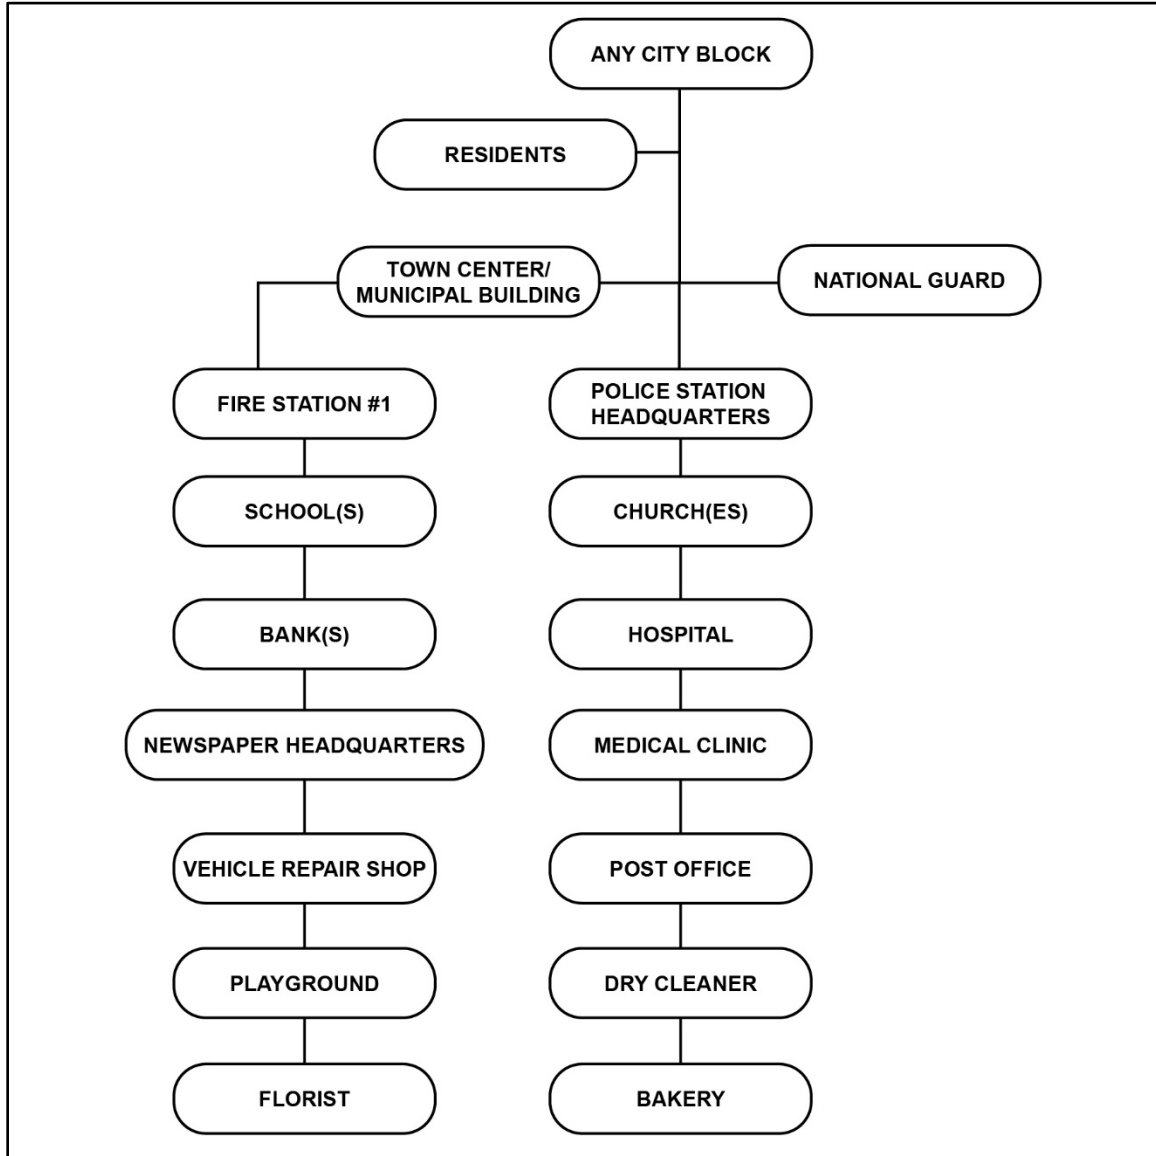 ANY CITY BLOCK
RESIDENTS
TOWN CENTER/
MUNICIPAL BUILDING
NATIONAL GUARD
FIRE STATION #1
POLICE STATION
HEADQUARTERS
SCHOOL(S)
CHURCH(ES)
BANK(S)
HOSPITAL
NEWSPAPER HEADQUARTERS
MEDICAL CLINIC
VEHICLE REPAIR SHOP
POST OFFICE
PLAYGROUND
DRY CLEANER
FLORIST
BAKERY